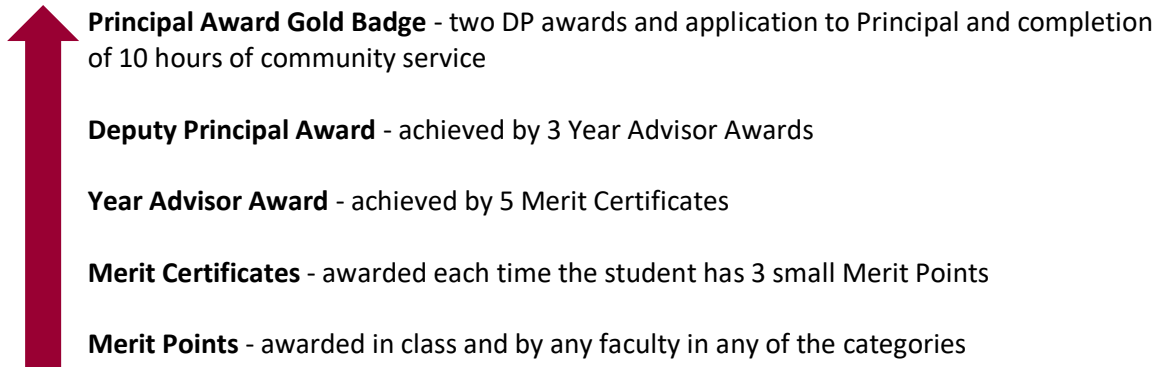 Principal Award Gold Badge - two DP awards and application to Principal and completion
of 10 hours of community service
Deputy Principal Award - achieved by 3 Year Advisor Awards
Year Advisor Award - achieved by 5 Merit Certificates
Merit Certificates - awarded each time the student has 3 small Merit Points
Merit Points - awarded in class and by any faculty in any of the categories